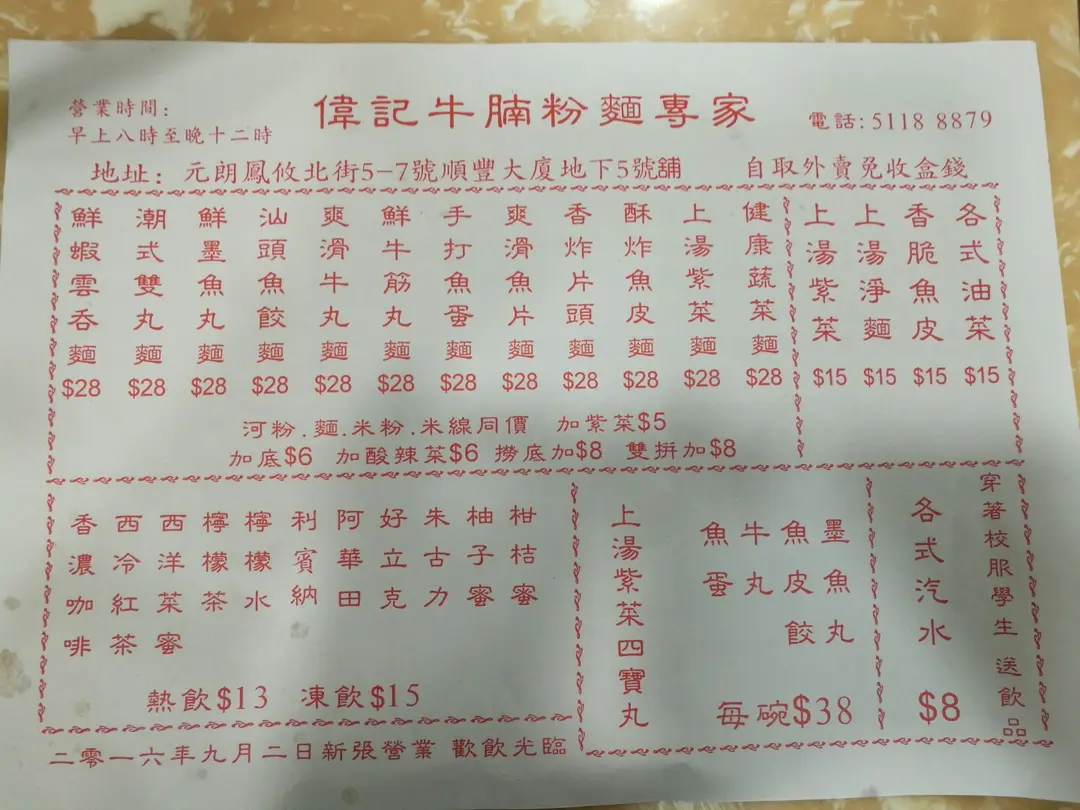 營業時間:
早上八時至晚十二時
偉記牛腩粉麵專家
電話:5118 8879
地址: 元朗鳳攸北街5-7號順豐大廈地下5號舖
自取外賣免收盒錢
鮮蝦雲吞麵 $28
潮式雙丸麵 $28
鮮墨魚丸麵 $28
汕頭魚餃麵 $28
爽滑牛丸麵 $28
鮮牛筋丸麵 $28
手打魚蛋麵 $28
爽滑魚片麵 $28
香炸片頭麵 $28
酥炸魚皮麵 $28
上湯紫菜麵 $28
健康蔬菜麵 $28
河粉.麵.米粉.米線同價 加紫菜$5
加底$6 加酸辣菜$6 撈底加$8 雙拼加$8
上湯紫菜 $15
上湯淨麵 $15
香脆魚皮 $15
各式油菜 $15
香濃咖啡
西冷紅茶
西洋菜蜜
檸檬茶
檸檬水
利賓納
阿華田
好立克
朱古力
柚子蜜
柑桔蜜
熱飲$13 凍飲$15
上湯紫菜四寶丸
魚蛋
牛丸
魚皮餃
墨魚丸
每碗$38
各式汽水
$8
穿著校服學生 送飲品
二零一六年九月二日新張營業 歡飲光臨